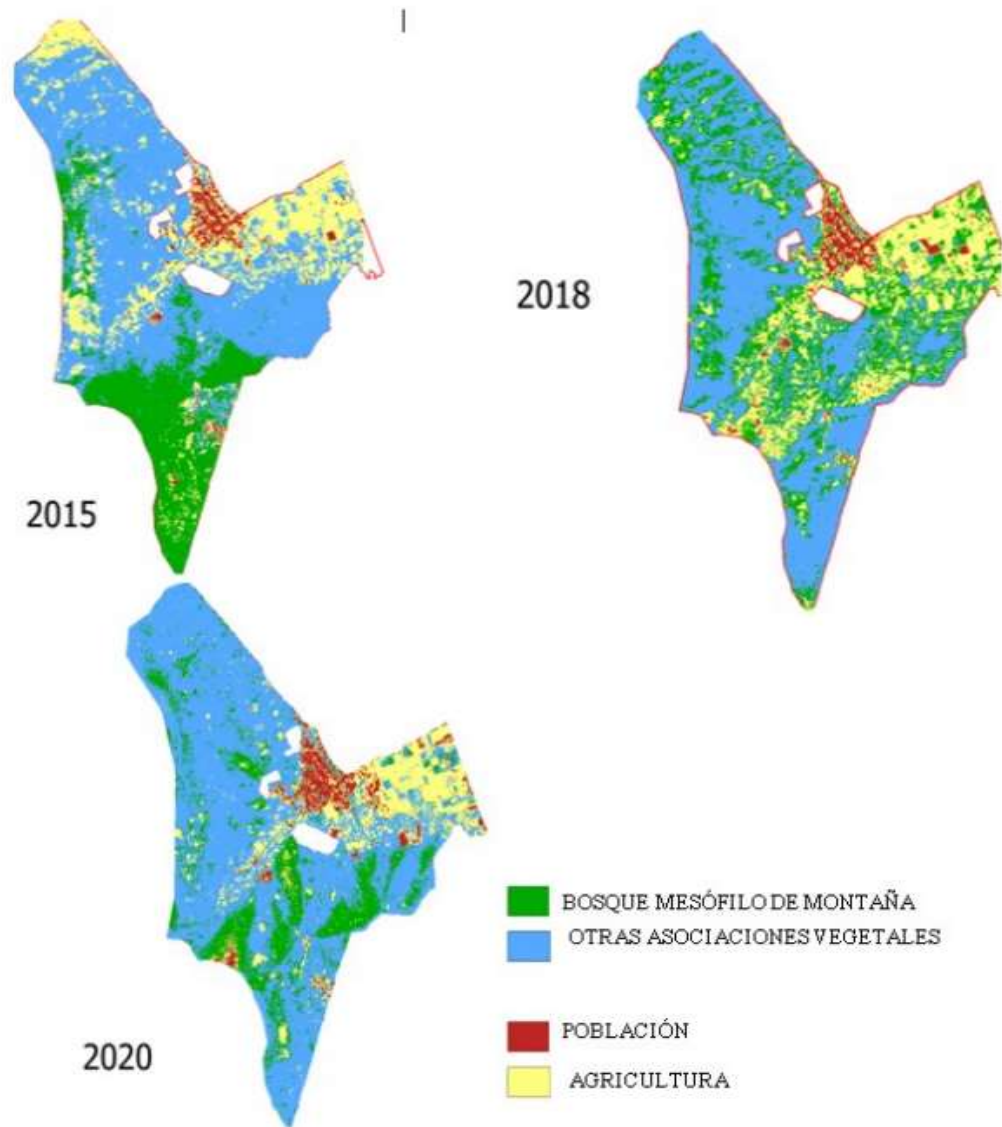 2015
2018
2020
BOSQUE MESÓFILO DE MONTAÑA
OTRAS ASOCIACIONES VEGETALES
POBLACIÓN
AGRICULTURA